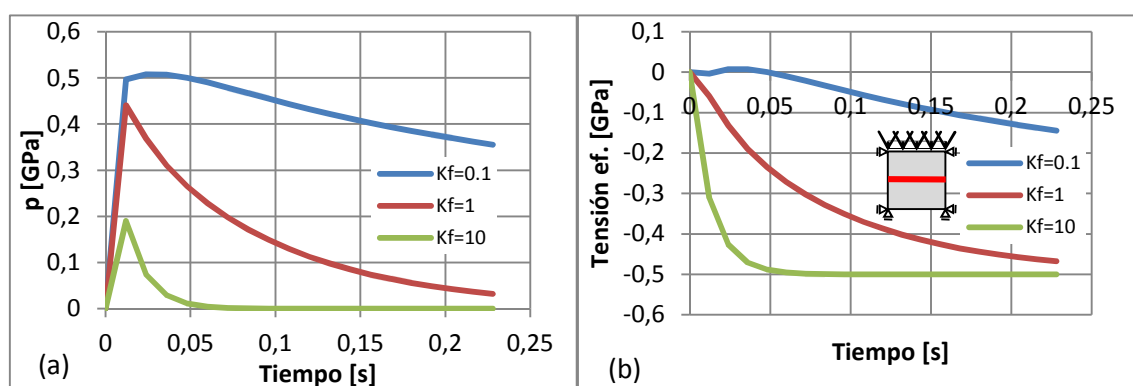 0,6
0,5
0,4
0,3
0,2
0,1
0
p [GPa]
Kf=0.1
Kf=1
Kf=10
0 0,05 0,1 0,15 0,2 0,25
Tiempo [s]
(a)
0,1
0
-0,1
-0,2
-0,3
-0,4
-0,5
-0,6
Tensión ef. [GPa]
0 0,05 0,1 0,15 0,2 0,25
Kf=0.1
Kf=1
Kf=10
Tiempo [s]
(b)